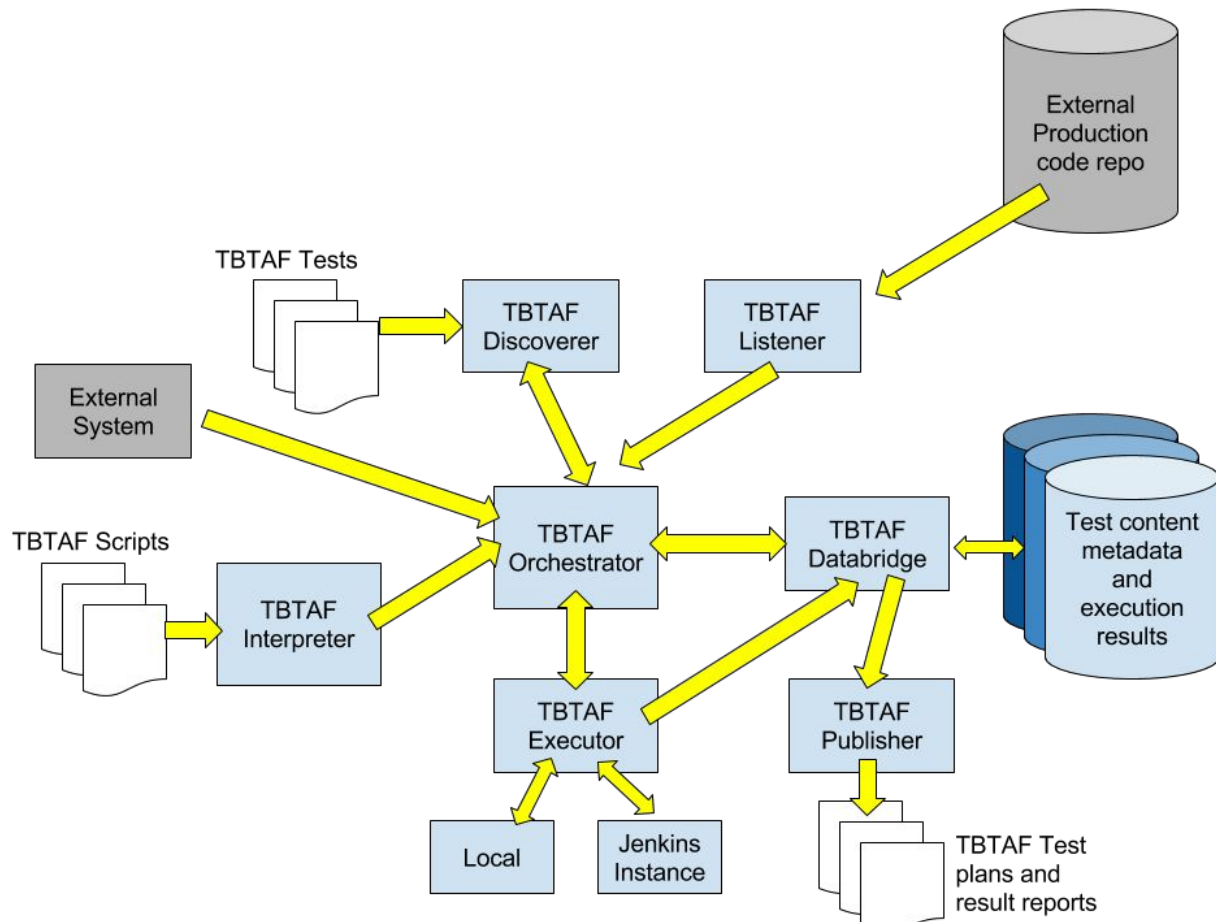 External
Production
code repo
TBTAF Tests
TBTAF
Discoverer
TBTAF
Listener
External
System
TBTAF
Orchestrator
TBTAF
Databridge
Test content
metadata
and
execution
results
TBTAF Scripts
TBTAF
Interpreter
TBTAF
Executor
TBTAF
Publisher
Local
Jenkins
Instance
TBTAF Test
plans and
result reports